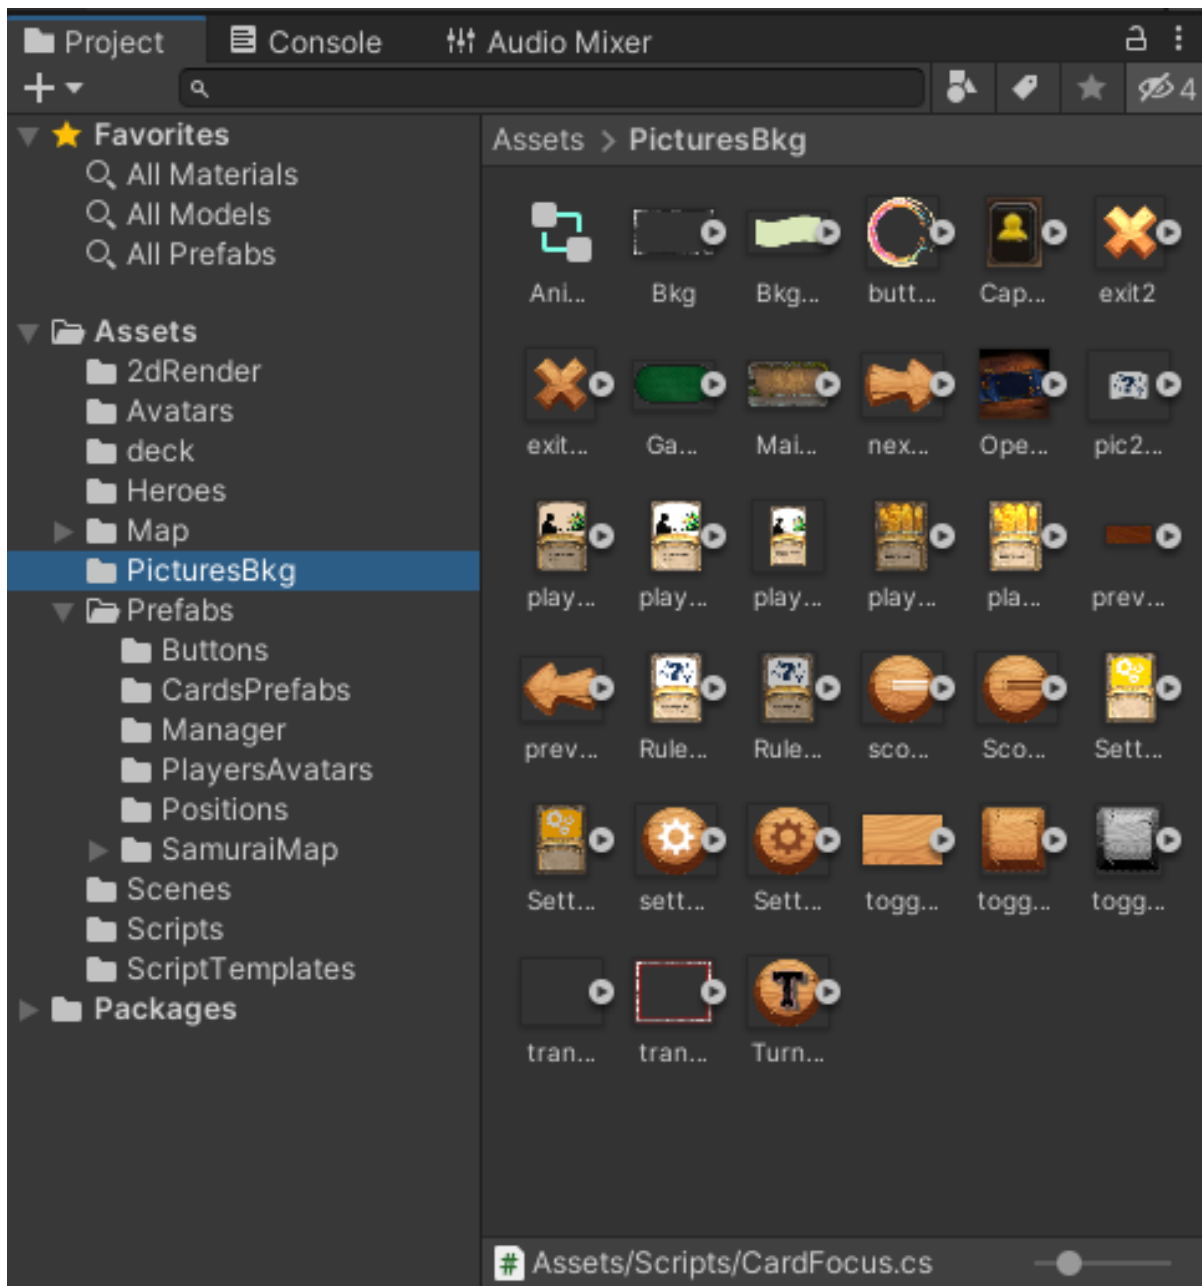 Project Console Audio Mixer
4
Favorites
All Materials
All Models
All Prefabs
Assets
2dRender
Avatars
deck
Heroes
Map
PicturesBkg
Prefabs
Buttons
CardsPrefabs
Manager
PlayersAvatars
Positions
SamuraiMap
Scenes
Scripts
ScriptTemplates
Packages
Assets > PicturesBkg
Ani... Bkg Bkg... butt... Cap... exit2
exit... Ga... Mai... nex... Ope... pic2...
play... play... play... play... pla... prev...
prev... Rule... Rule... sco... Sco... Sett...
Sett... sett... Sett... togg... togg... togg...
T
tran... tran... Turn...
# Assets/Scripts/CardFocus.cs